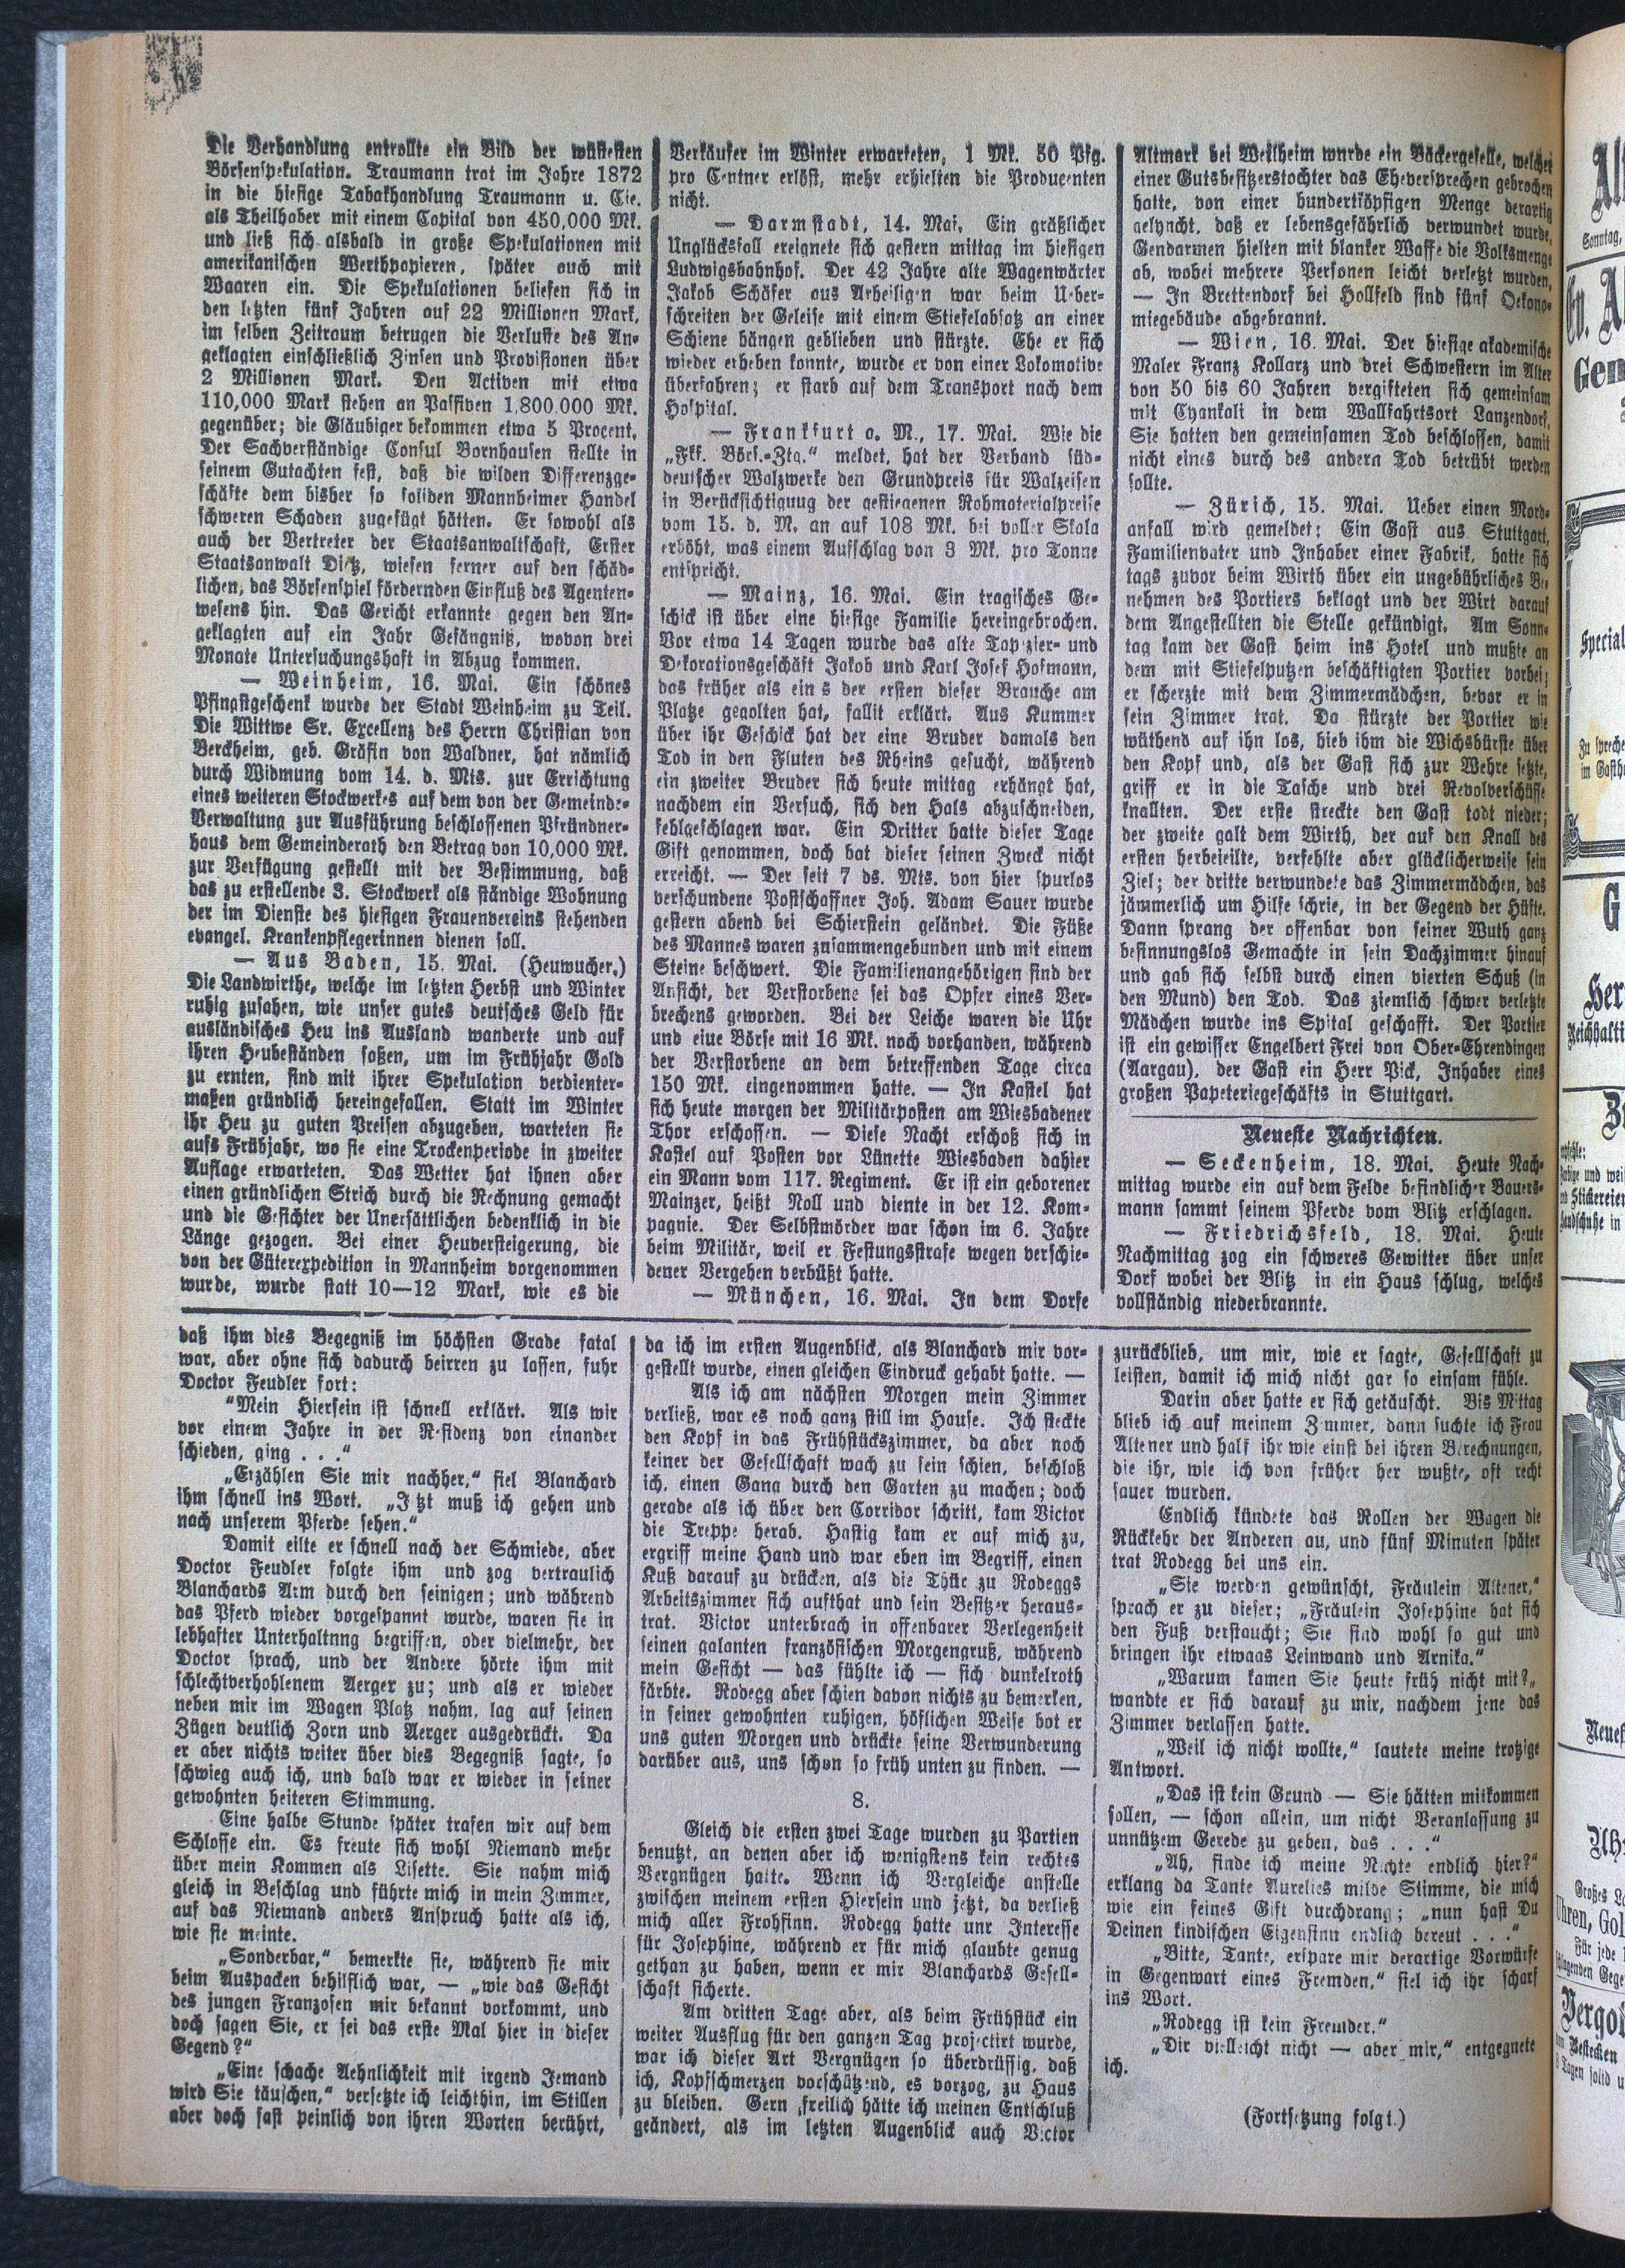 Die Verhandlung entrollte ein Bild der wüstesten
Börsenspekulation. Traumann trat im Jahre 1872
in die hiesige Tabakhandlung Traumann u. Cie.
als Theilhaber mit einem Capital von 450,000 Mk.
und ließ sich alsbald in große Spekulationen mit
amerikanischen Werthpapieren, später auch mit
Waaren ein. Die Spekulationen beliefen sich in
den letzten fünf Jahren auf 22 Millionen Mark,
im selben Zeitraum betrugen die Verluste des An-
geklagten einschließlich Zinsen und Provisionen über
2 Millionen Mark. Den Activen mit etwa
110,000 Mark stehen an Passiven 1,800.000 Mk.
gegenüber; die Gläubiger bekommen etwa 5 Procent.
Der Sachverständige Consul Bornhausen stellte in
seinem Gutachten fest, daß die wilden Differenzge-
schäfte dem bisher so soliden Mannheimer Handel
schweren Schaden zugefügt hätten. Er sowohl als
auch der Vertreter der Staatsanwaltschaft, Erster
Staatsanwalt Dietz, wiesen ferner auf den schäd-
lichen, das Börsenspiel fördernden Einfluß des Agenten-
wesens hin. Das Gericht erkannte gegen den An-
geklagten auf ein Jahr Gefängniß, wovon drei
Monate Untersuchungshaft in Abzug kommen.
— Weinheim, 16. Mai. Ein schönes
Pfingstgeschenk wurde der Stadt Weinheim zu Teil.
Die Wittwe Sr. Excellenz des Herrn Christian von
Berckheim, geb. Gräfin von Waldner, hat nämlich
durch Widmung vom 14. d. Mts. zur Errichtung
eines weiteren Stockwerkes auf dem von der Gemeinde-
Verwaltung zur Ausführung beschlossenen Pfründner-
haus dem Gemeinderath den Betrag von 10,000 Mk.
zur Verfügung gestellt mit der Bestimmung, daß
das zu erstellende 3. Stockwerk als ständige Wohnung
der im Dienste des hiesigen Frauenvereins stehenden
evangel. Krankenpflegerinnen dienen soll.
— Aus Baden, 15. Mai. (Heuwucher.)
Die Landwirthe, welche im letzten Herbst und Winter
ruhig zusahen, wie unser gutes deutsches Geld für
ausländisches Heu ins Ausland wanderte und auf
ihren Heubeständen saßen, um im Frühjahr Gold
zu ernten, sind mit ihrer Spekulation verdienter-
maßen gründlich hereingefallen. Statt im Winter
ihr Heu zu guten Preisen abzugeben, warteten sie
aufs Frühjahr, wo sie eine Trockenperiode in zweiter
Auflage erwarteten. Das Wetter hat ihnen aber
einen gründlichen Strich durch die Rechnung gemacht
und die Gesichter der Unersättlichen bedenklich in die
Länge gezogen. Bei einer Heuversteigerung, die
von der Güterexpedition in Mannheim vorgenommen
wurde, wurde statt 10—12 Mark, wie es die
Verkäufer im Winter erwarteten, 1 Mk. 50 Pfg.
pro Centner erlöst, mehr erhielten die Producenten
nicht.
— Darmstadt, 14. Mai. Ein gräßlicher
Unglücksfall ereignete sich gestern mittag im hiesigen
Ludwigsbahnhof. Der 42 Jahre alte Wagenwärter
Jakob Schäfer aus Arheiligen war beim Ueber-
schreiten der Geleise mit einem Stiefelabsatz an einer
Schiene hängen geblieben und stürzte. Ehe er sich
wieder erheben konnte, wurde er von einer Lokomotive
überfahren; er starb auf dem Transport nach dem
Hospital.
— Frankfurt a. M., 17. Mai. Wie die
„Fkf. Börs.-Ztg.“ meldet, hat der Verband süd-
deutscher Walzwerke den Grundpreis für Walzeisen
in Berücksichtigung der gestiegenen Rohmaterialpreise
vom 15. d. M. an auf 108 Mk. bei voller Skala
erhöht, was einem Aufschlag von 3 Mk. pro Tonne
entspricht.
— Mainz, 16. Mai. Ein tragisches Ge-
schick ist über eine hiesige Familie hereingebrochen.
Vor etwa 14 Tagen wurde das alte Tapezier- und
Dekorationsgeschäft Jakob und Karl Josef Hofmann,
das früher als ein s der ersten dieser Branche am
Platze gegolten hat, fallit erklärt. Aus Kummer
über ihr Geschick hat der eine Bruder damals den
Tod in den Fluten des Rheins gesucht, während
ein zweiter Bruder sich heute mittag erhängt hat,
nachdem ein Versuch, sich den Hals abzuschneiden,
fehlgeschlagen war. Ein Dritter hatte dieser Tage
Gift genommen, doch hat dieser seinen Zweck nicht
erreicht. — Der seit 7 ds. Mts. von hier spurlos
verschundene Postschaffner Joh. Adam Sauer wurde
gestern abend bei Schierstein geländet. Die Füße
des Mannes waren zusammengebunden und mit einem
Steine beschwert. Die Familienangehörigen sind der
Ansicht, der Verstorbene sei das Opfer eines Ver-
brechens geworden. Bei der Leiche waren die Uhr
und eine Börse mit 16 Mk. noch vorhanden, während
der Verstorbene an dem betreffenden Tage circa
150 Mk. eingenommen hatte. — In Kastel hat
sich heute morgen der Militärposten am Wiesbadener
Thor erschossen. — Diese Nacht erschoß sich in
Kastel auf Posten vor Lünette Wiesbaden dahier
ein Mann vom 117. Regiment. Er ist ein geborener
Mainzer, heißt Noll und diente in der 12. Kom-
pagnie. Der Selbstmörder war schon im 6. Jahre
beim Militär, weil er Festungsstrafe wegen verschie-
dener Vergehen verbüßt hatte.
— München, 16. Mai. In dem Dorfe
Altmark bei Weilheim wurde ein Bäckergeselle, welcher
einer Gutsbesitzerstochter das Eheversprechen gebrochen
hatte, von einer hundertköpfigen Menge derartig
gelyncht, daß er lebensgefährlich verwundet wurde.
Gendarmen hielten mit blanker Waffe die Volksmenge
ab, wobei mehrere Personen leicht verletzt wurden.
— In Brettendorf bei Hollfeld sind fünf Oekono-
miegebäude abgebrannt.
— Wien, 16. Mai. Der hiesige akademische
Maler Franz Kollarz und drei Schwestern im Alter
von 50 bis 60 Jahren vergifteten sich gemeinsam
mit Cyankali in dem Wallfahrtsort Lanzendorf.
Sie hatten den gemeinsamen Tod beschlossen, damit
nicht eines durch des andern Tod betrübt werden
sollte.
— Zürich, 15. Mai. Ueber einen Mord-
anfall wird gemeldet: Ein Gast aus Stuttgart,
Familienvater und Inhaber einer Fabrik, hatte sich
tags zuvor beim Wirth über ein ungebührliches Be-
nehmen des Portiers beklagt und der Wirt darauf
dem Angestellten die Stelle gekündigt. Am Sonn-
tag kam der Gast heim ins Hotel und mußte an
dem mit Stiefelputzen beschäftigten Portier vorbei;
er scherzte mit dem Zimmermädchen, bevor er in
sein Zimmer trat. Da stürzte der Portier wie
wüthend auf ihn los, hieb ihm die Wichsbürste über
den Kopf und, als der Gast sich zur Wehre setzte,
griff er in die Tasche und drei Revolverschüsse
knallten. Der erste streckte den Gast todt nieder;
der zweite galt dem Wirth, der auf den Knall des
ersten herbeieilte, verfehlte aber glücklicherweise sein
Ziel; der dritte verwundete das Zimmermädchen, das
jämmerlich um Hilfe schrie, in der Gegend der Hüfte.
Dann sprang der offenbar von seiner Wuth ganz
besinnungslos Gemachte in sein Dachzimmer hinauf
und gab sich selbst durch einen vierten Schuß (in
den Mund) den Tod. Das ziemlich schwer verletzte
Mädchen wurde ins Spital geschafft. Der Portier
ist ein gewisser Engelbert Frei von Ober-Ehrendingen
(Aargau), der Gast ein Herr Pick, Inhaber eines
großen Papeteriegeschäfts in Stuttgart.
Neueste Nachrichten.
— Seckenheim, 18. Mai. Heute Nach-
mittag wurde ein auf dem Felde befindlicher Bauers-
mann sammt seinem Pferde vom Blitz erschlagen.
— Friedrichsfeld, 18. Mai. Heute
Nachmittag zog ein schweres Gewitter über unser
Dorf wobei der Blitz in ein Haus schlug, welches
vollständig niederbrannte.
daß ihm dies Begegniß im höchsten Grade fatal
war, aber ohne sich dadurch beirren zu lassen, fuhr
Doctor Feudler fort:
“Mein Hiersein ist schnell erklärt. Als wir
vor einem Jahre in der Residenz von einander
schieden, ging . . .“
„Erzählen Sie mir nachher,“ fiel Blanchard
ihm schnell ins Wort. „J tzt muß ich gehen und
nach unserem Pferde sehen.“
Damit eilte er schnell nach der Schmiede, aber
Doctor Feudler folgte ihm und zog vertraulich
Blanchards Arm durch den seinigen; und während
das Pferd wieder vorgespannt wurde, waren sie in
lebhafter Unterhaltnng begriffen, oder vielmehr, der
Doctor sprach, und der Andere hörte ihm mit
schlechtverhohlenem Aerger zu; und als er wieder
neben mir im Wagen Platz nahm, lag auf seinen
Zügen deutlich Zorn und Aerger ausgedrückt. Da
er aber nichts weiter über dies Begegniß sagte, so
schwieg auch ich, und bald war er wieder in seiner
gewohnten heiteren Stimmung.
Eine halbe Stunde später trafen wir auf dem
Schlosse ein. Es freute sich wohl Niemand mehr
über mein Kommen als Lisette. Sie nahm mich
gleich in Beschlag und führte mich in mein Zimmer,
auf das Niemand anders Anspruch hatte als ich,
wie sie meinte.
„Sonderbar,“ bemerkte sie, während sie mir
beim Auspacken behilflich war, — „wie das Gesicht
des jungen Franzosen mir bekannt vorkommt, und
doch sagen Sie, er sei das erste Mal hier in dieser
Gegend?“
„Eine schache Aehnlichkeit mit irgend Jemand
wird Sie täuschen,“ versetzte ich leichthin, im Stillen
aber doch fast peinlich von ihren Worten berührt,
da ich im ersten Augenblick, als Blanchard mir vor-
gestellt wurde, einen gleichen Eindruck gehabt hatte. —
Als ich am nächsten Morgen mein Zimmer
verließ, war es noch ganz still im Hause. Ich steckte
den Kopf in das Frühstückszimmer, da aber noch
keiner der Gesellschaft wach zu sein schien, beschloß
ich, einen Gang durch den Garten zu machen; doch
gerade als ich über den Corridor schritt, kam Victor
die Treppe herab. Hastig kam er auf mich zu,
ergriff meine Hand und war eben im Begriff, einen
Kuß darauf zu drücken, als die Thür zu Rodeggs
Arbeitszimmer sich aufthat und sein Besitzer heraus-
trat. Victor unterbrach in offenbarer Verlegenheit
seinen galanten französischen Morgengruß, während
mein Gesicht — das fühlte ich — sich dunkelroth
färbte. Rodegg aber schien davon nichts zu bemerken,
in seiner gewohnten ruhigen, höflichen Weise bot er
uns guten Morgen und drückte seine Verwunderung
darüber aus, uns schon so früh unten zu finden. —
8.
Gleich die ersten zwei Tage wurden zu Partien
benutzt, an denen aber ich wenigstens kein rechtes
Vergnügen hatte. Wenn ich Vergleiche anstelle
zwischen meinem ersten Hiersein und jetzt, da verließ
mich aller Frohsinn. Rodegg hatte unr Interesse
für Josephine, während er für mich glaubte genug
gethan zu haben, wenn er mir Blanchards Gesell-
schaft sicherte.
Am dritten Tage aber, als beim Frühstück ein
weiter Ausflug für den ganzen Tag projectirt wurde,
war ich dieser Art Vergnügen so überdrüssig, daß
ich, Kopfschmerzen vorschützend, es vorzog, zu Haus
zu bleiben. Gern freilich hätte ich meinen Entschluß
geändert, als im letzten Augenblick auch Victor
zurückblieb, um mir, wie er sagte, Gesellschaft zu
leisten, damit ich mich nicht gar so einsam fühle.
Darin aber hatte er sich getäuscht. Bis Mittag
blieb ich auf meinem Zimmer, dann suchte ich Frau
Altener und half ihr wie einst bei ihren Berechnungen,
die ihr, wie ich von früher her wußte, oft recht
sauer wurden.
Endlich kündete das Rollen der Wagen die
Rückkehr der Anderen an, und fünf Minuten später
trat Rodegg bei uns ein.
„Sie werden gewünscht, Fräulein Altener,“
sprach er zu dieser; „Fräulein Josephine hat sich
den Fuß verstaucht; Sie sind wohl so gut und
bringen ihr etwaas Leinwand und Arnika.“
„Warum kamen Sie heute früh nicht mit?„
wandte er sich darauf zu mir, nachdem jene das
Zimmer verlassen hatte.
„Weil ich nicht wollte,“ lautete meine trotzige
Antwort.
„Das ist kein Grund — Sie hätten mitkommen
sollen, — schon allein, um nicht Veranlassung zu
unnützem Gerede zu geben, das . . .“
„Ah, finde ich meine Nichte endlich hier?“
erklang da Tante Aurelies milde Stimme, die mich
wie ein feines Gift durchdrang; „nun hast Du
Deinen kindischen Eigensinn endlich bereut . . .“
„Bitte, Tante, erspare mir derartige Vorwürfe
in Gegenwart eines Fremden,“ fiel ich ihr scharf
ins Wort.
„Rodegg ist kein Fremder.“
„Dir vielleicht nicht — aber mir,“ entgegnete
ich.
(Fortsetzung folgt.)
Sonntag,
Gem
Special
Zu spreche
im Gasth